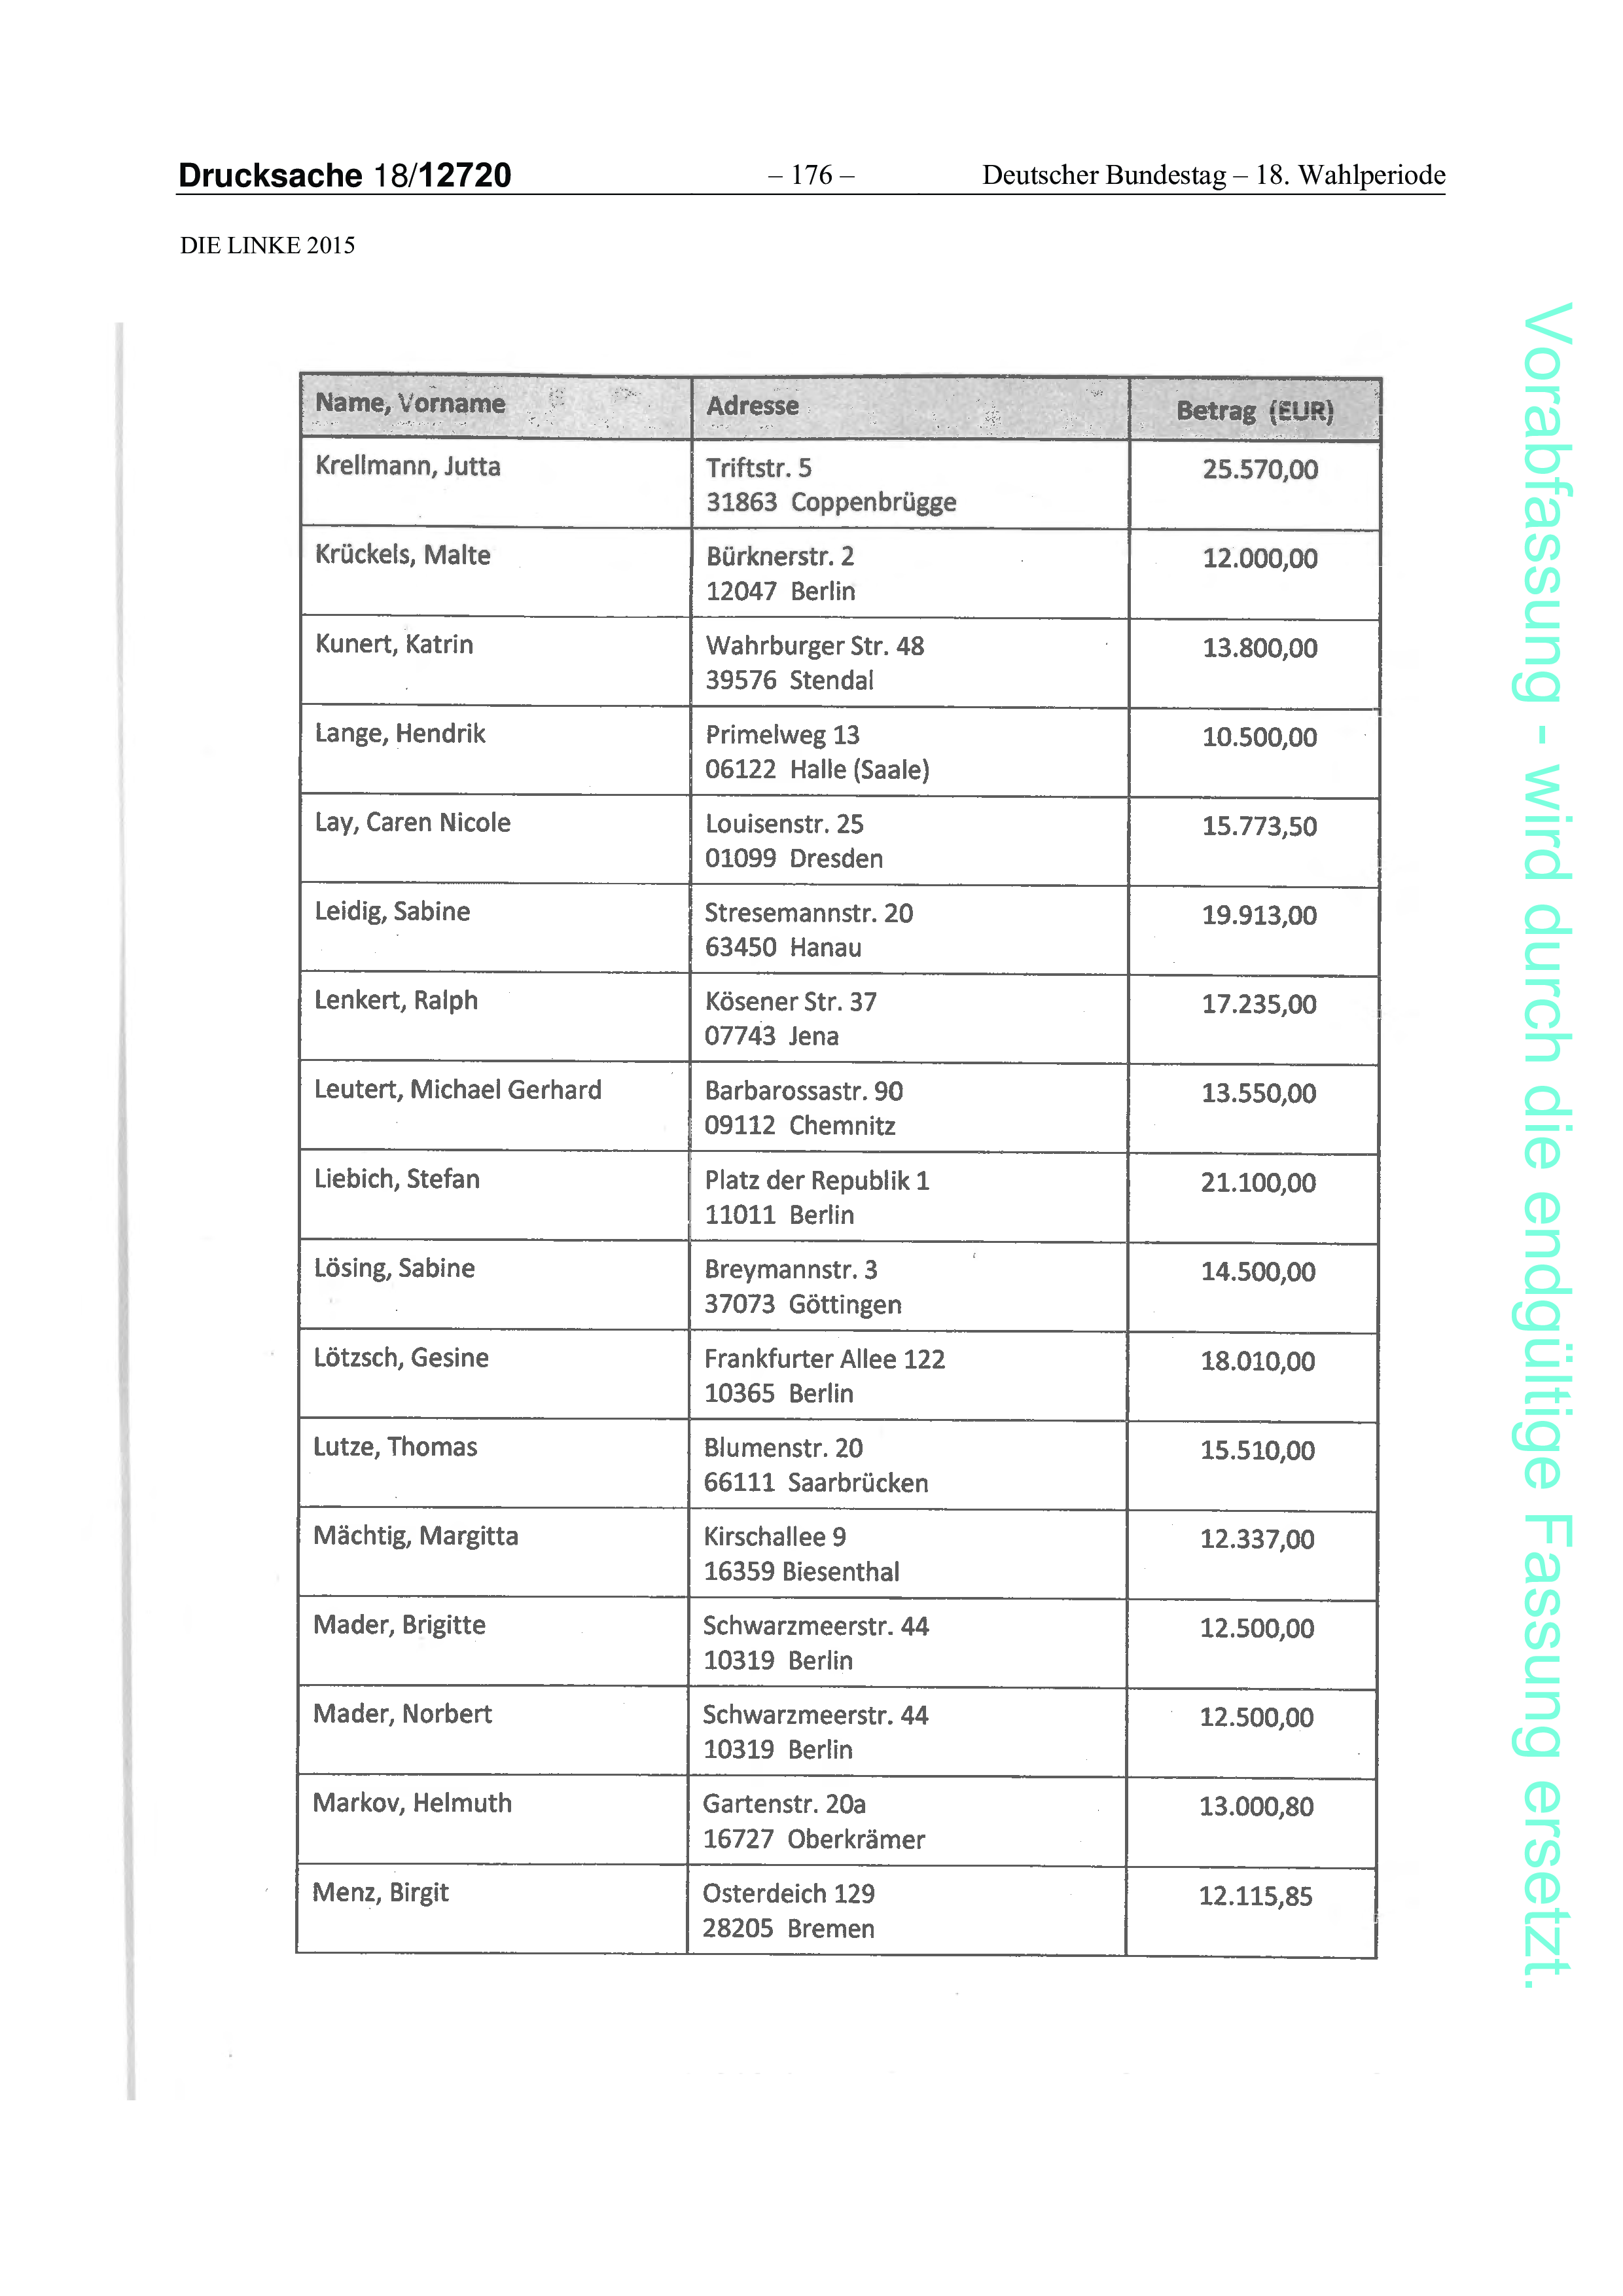 Drucksache 18/12720 – 176 – Deutscher Bundestag – 18. Wahlperiode
DIE LINKE 2015
Name, Vorname Adresse Betrag (EUR)
Krellmann, Jutta Triftstr. 5 25.570,00
31863 Coppenbrügge
Krückels, Malte Bürknerstr. 2 12.000,00
12047 Berlin
Kunert, Katrin Wahrburger Str. 48 13.800,00
39576 Stendal
Lange, Hendrik Primelweg 13 10.500,00
06122 Halle (Saale)
Lay, Caren Nicole Louisenstr. 25 15.773,50
01099 Dresden
Leidig, Sabine Stresemannstr. 20 19.913,00
63450 Hanau
Lenkert, Ralph Kösener Str. 37 17.235,00
07743 Jena
Leutert, Michael Gerhard Barbarossastr. 90 13.550,00
09112 Chemnitz
Liebich, Stefan Platz der Republik 1 21.100,00
11011 Berlin
Lösing, Sabine Breymannstr. 3 14.500,00
37073 Göttingen
Lötzsch, Gesine Frankfurter Allee 122 18.010,00
10365 Berlin
Lutze, Thomas Blumenstr. 20 15.510,00
66111 Saarbrücken
Mächtig, Margitta Kirschallee 9 12.337,00
16359 Biesenthal
Mader, Brigitte Schwarzmeerstr. 44 12.500,00
10319 Berlin
Mader, Norbert Schwarzmeerstr. 44 12.500,00
10319 Berlin
Markov, Helmuth Gartenstr. 20a 13.000,80
16727 Oberkrämer
Menz, Birgit Osterdeich 129 12.115,85
28205 Bremen
Vorabfassung - wird durch die endgültige Fassung ersetzt.